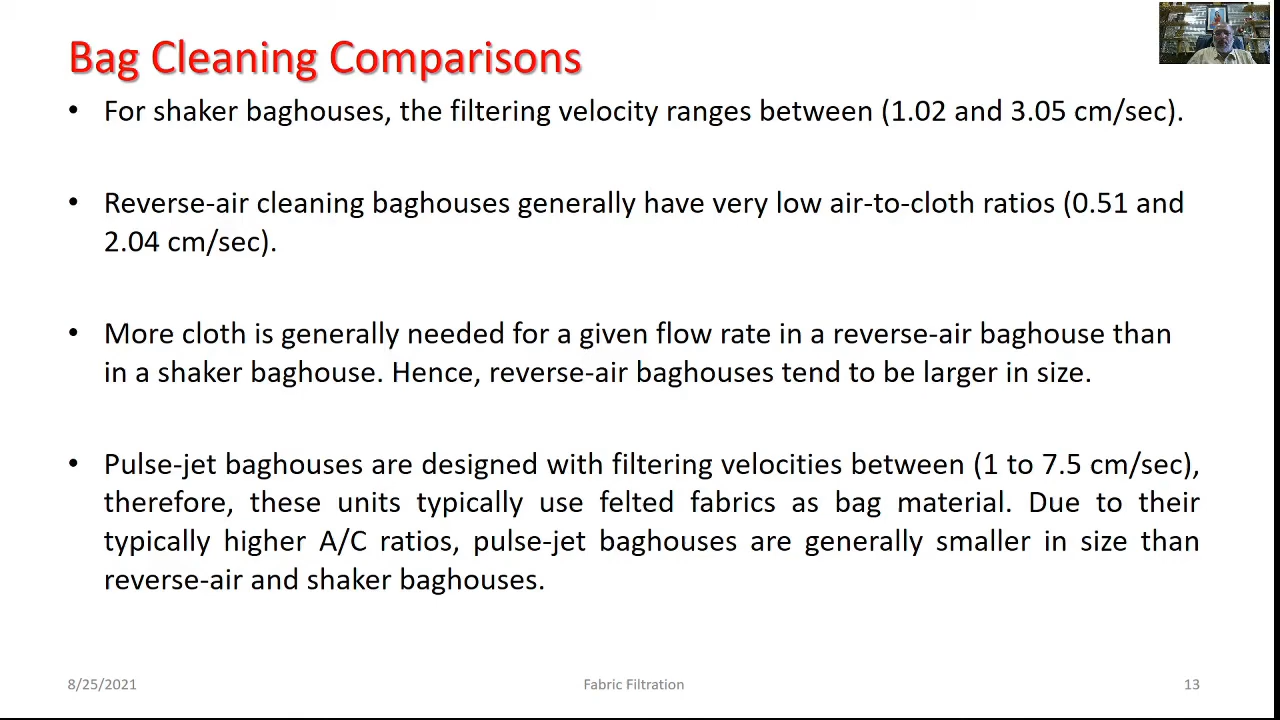 Bag Cleaning Comparisons
• For shaker baghouses, the filtering velocity ranges between (1.02 and 3.05 cm/sec).
• Reverse-air cleaning baghouses generally have very low air-to-cloth ratios (0.51 and
2.04 cm/sec).
• More cloth is generally needed for a given flow rate in a reverse-air baghouse than
in a shaker baghouse. Hence, reverse-air baghouses tend to be larger in size.
• Pulse-jet baghouses are designed with filtering velocities between (1 to 7.5 cm/sec),
therefore, these units typically use felted fabrics as bag material. Due to their
typically higher A/C ratios, pulse-jet baghouses are generally smaller in size than
reverse-air and shaker baghouses.
8/25/2021 Fabric Filtration 13